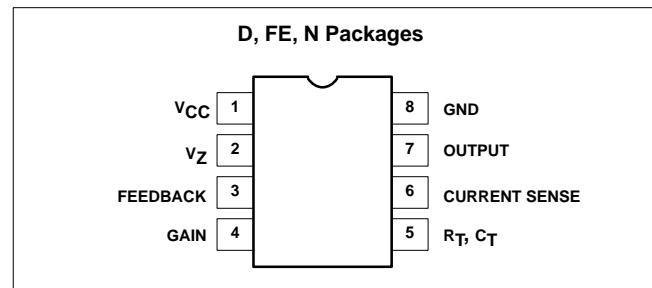 D, FE, N Packages
VCC 1 8 GND
VZ 2 7 OUTPUT
FEEDBACK 3 6 CURRENT SENSE
GAIN 4 5 RT, CT